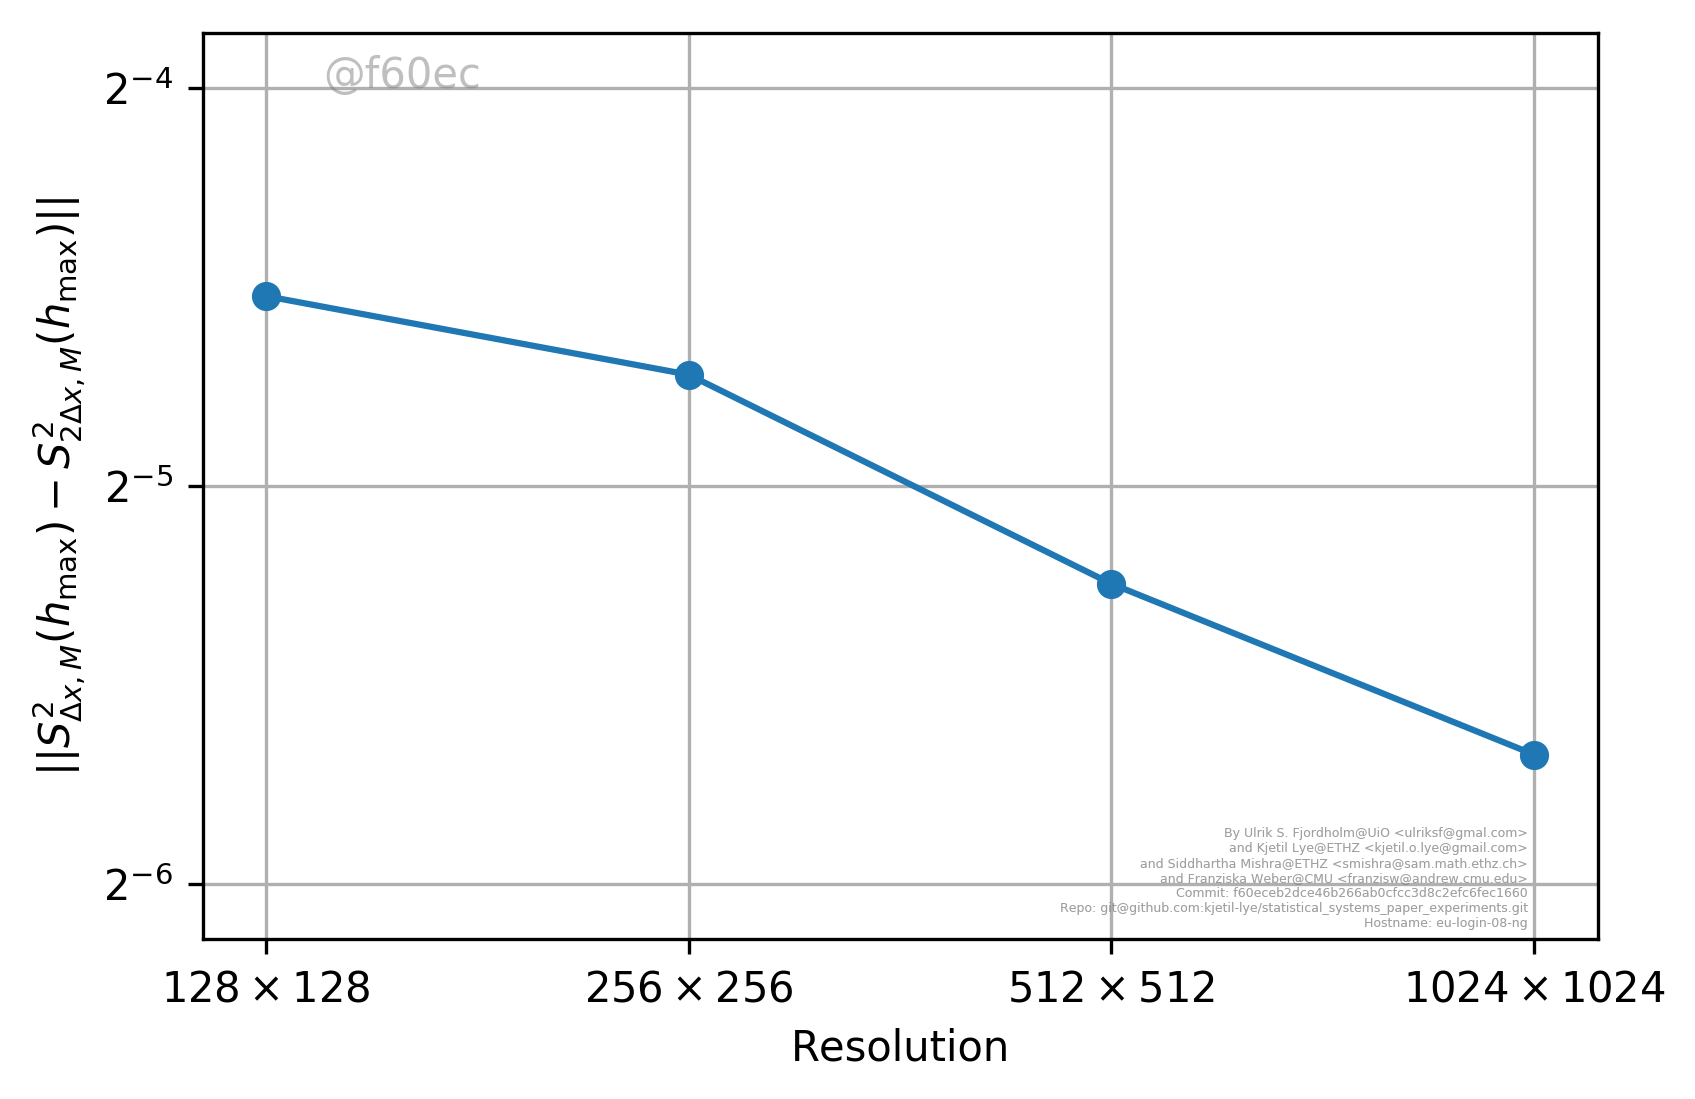 @f60ec
2⁻⁴
2⁻⁵
2⁻⁶
||S²_{Δx,M}(h_max) − S²_{2Δx,M}(h_max)||
By Ulrik S. Fjordholm@UiO <ulriksf@gmal.com>
and Kjetil Lye@ETHZ <kjetil.o.lye@gmail.com>
and Siddhartha Mishra@ETHZ <smishra@sam.math.ethz.ch>
and Franziska Weber@CMU <franzisw@andrew.cmu.edu>
Commit: f60eceb2dce46b266ab0cfcc3d8c2efc6fec1660
Repo: git@github.com:kjetil-lye/statistical_systems_paper_experiments.git
Hostname: eu-login-08-ng
128 × 128 256 × 256 512 × 512 1024 × 1024
Resolution